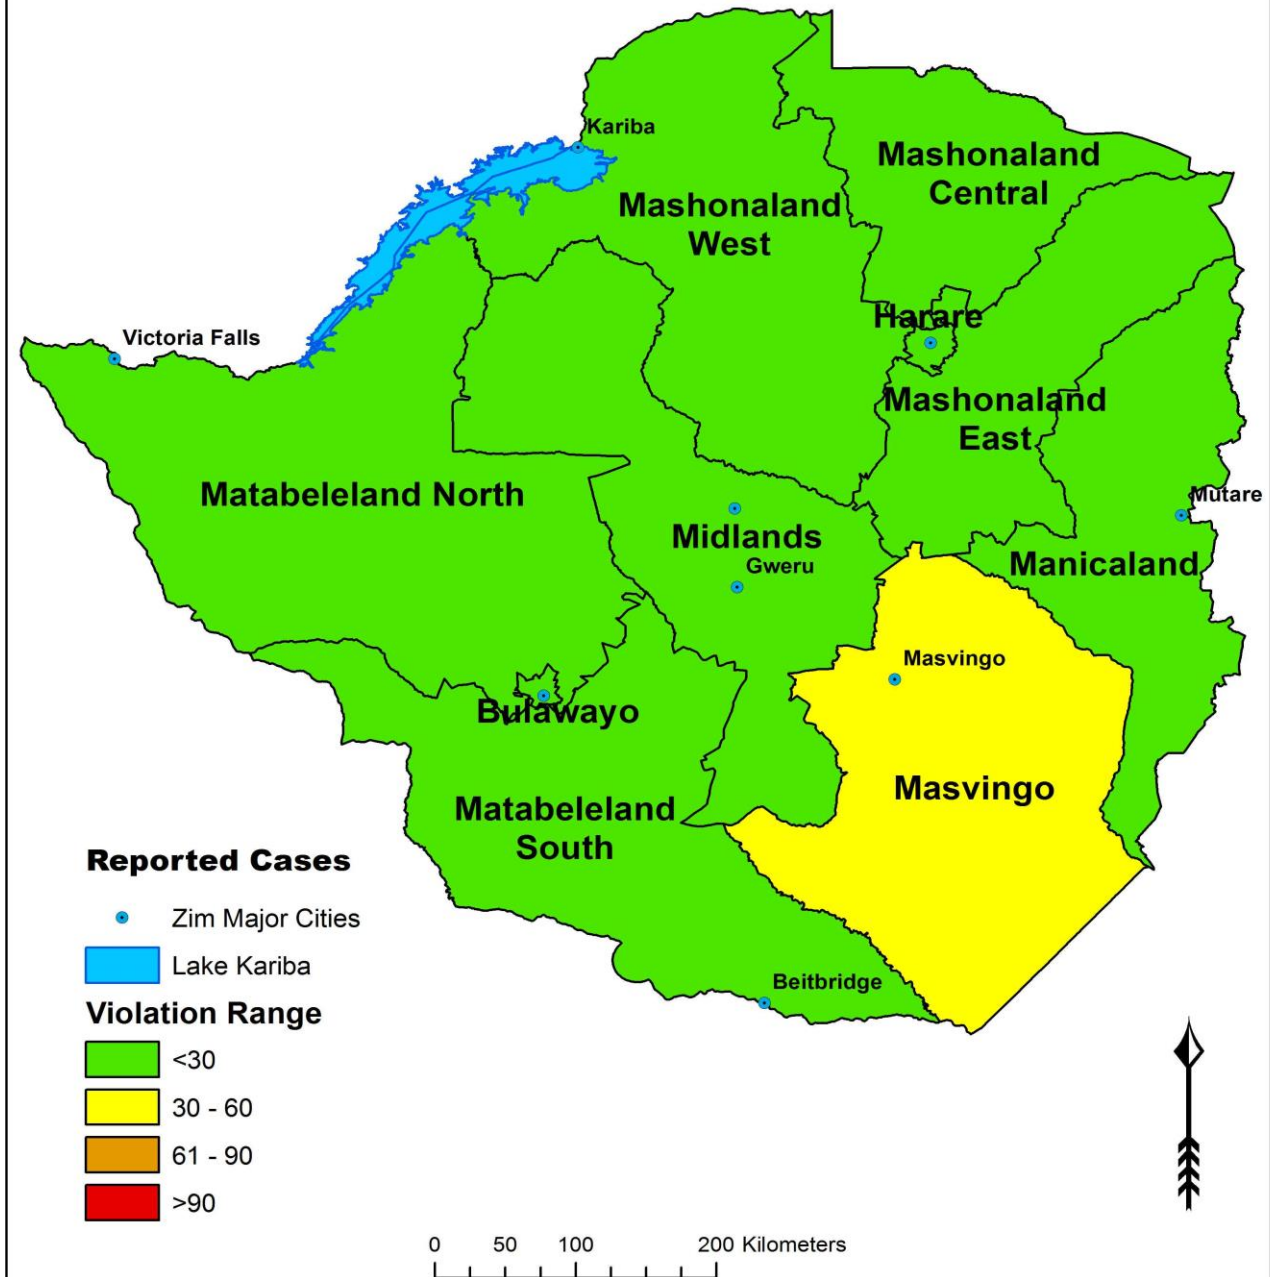 Kariba
Mashonaland
Central
Mashonaland
West
Harare
Victoria Falls
Mashonaland
East
Matabeleland North
Mutare
Midlands
Gweru
Manicaland
Masvingo
Bulawayo
Masvingo
Matabeleland
South
Beitbridge
Reported Cases
Zim Major Cities
Lake Kariba
Violation Range
<30
30 - 60
61 - 90
>90
0 50 100 200 Kilometers